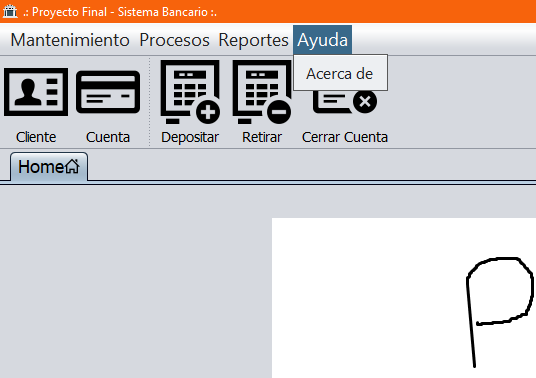 .: Proyecto Final - Sistema Bancario :.
Mantenimiento Procesos Reportes Ayuda
Acerca de
Cliente Cuenta Depositar Retirar Cerrar Cuenta
Home
P